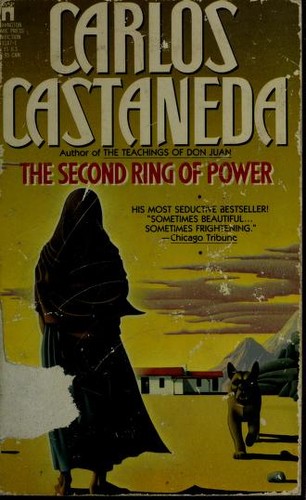 CARLOS
CASTANEDA
Author of THE TEACHINGS OF DON JUAN
THE SECOND RING OF POWER
HIS MOST SEDUCTIVE BESTSELLER!
"SOMETIMES BEAUTIFUL...
SOMETIMES FRIGHTENING."
—Chicago Tribune